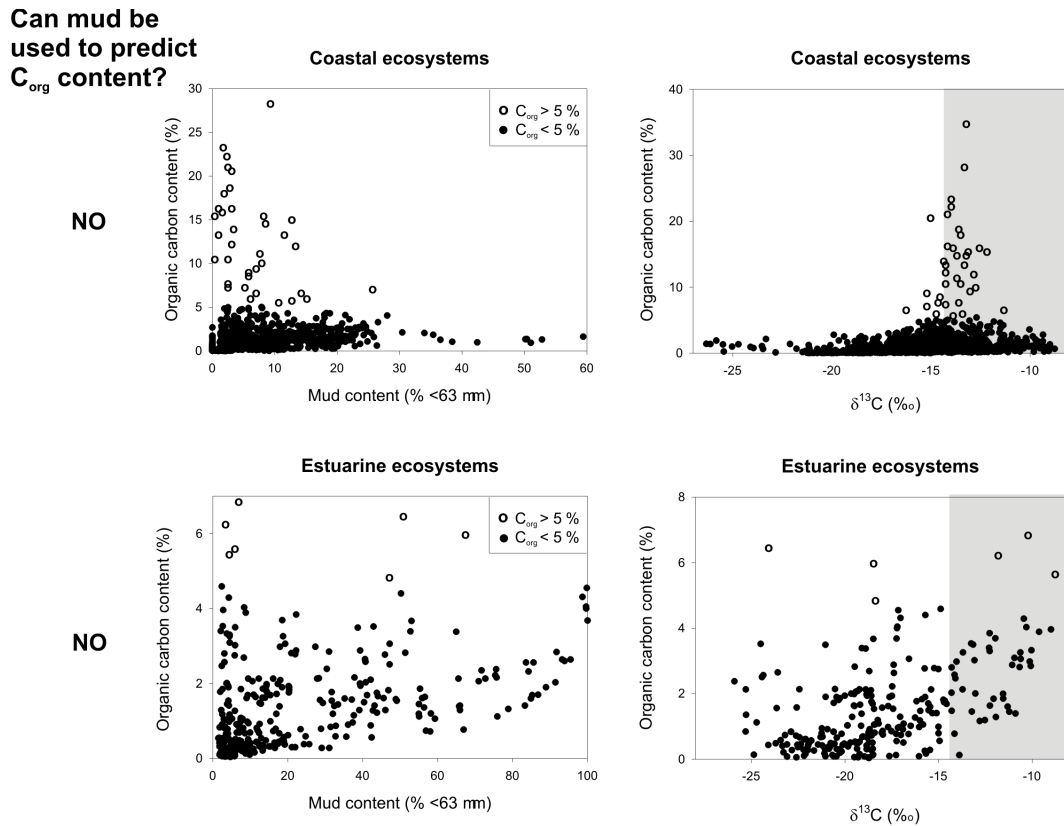 Can mud be
used to predict
Corg content?
Coastal ecosystems
Organic carbon content (%)
30
25
20
15
10
5
0
0 10 20 30 40 50 60
Mud content (% <63 mm)
Corg > 5 %
Corg < 5 %
NO
Coastal ecosystems
Organic carbon content (%)
40
30
20
10
0
-25 -20 -15 -10
δ13C (‰)
Estuarine ecosystems
Organic carbon content (%)
6
4
2
0
0 20 40 60 80 100
Mud content (% <63 mm)
Corg > 5 %
Corg < 5 %
NO
Estuarine ecosystems
Organic carbon content (%)
8
6
4
2
0
-25 -20 -15 -10
δ13C (‰)